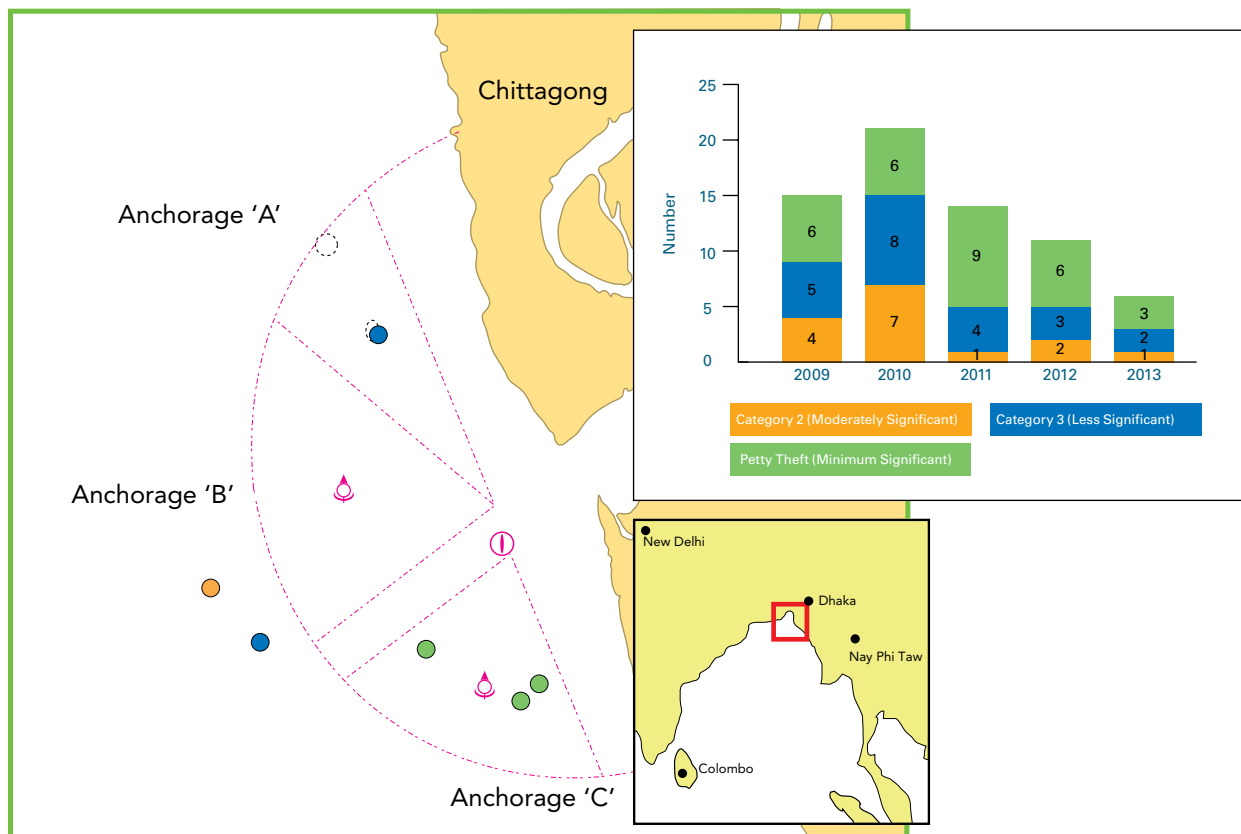 Chittagong
Anchorage 'A'
Anchorage 'B'
Anchorage 'C'
Number
25
20
15
10
5
0
6
5
4
6
8
7
9
4
1
6
3
2
3
2
1
2009 2010 2011 2012 2013
Category 2 (Moderately Significant) Category 3 (Less Significant)
Petty Theft (Minimum Significant)
New Delhi
Dhaka
Nay Phi Taw
Colombo